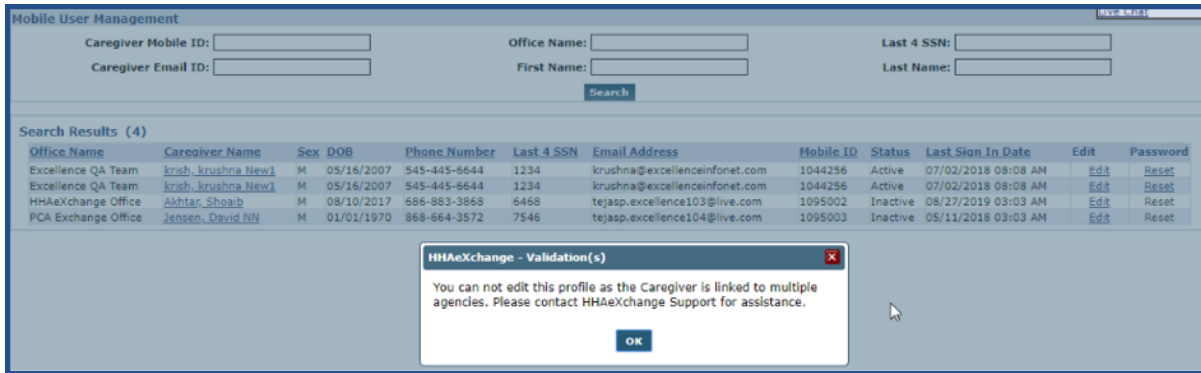 Mobile User Management
Live Chat
Caregiver Mobile ID: Office Name: Last 4 SSN:
Caregiver Email ID: First Name: Last Name:
Search
Search Results (4)
Office Name Caregiver Name Sex DOB Phone Number Last 4 SSN Email Address Mobile ID Status Last Sign In Date Edit Password
Excellence QA Team krish, krushna New1 M 05/16/2007 545-445-6644 1234 krushna@excellenceinfonet.com 1044256 Active 07/02/2018 08:08 AM Edit Reset
Excellence QA Team krish, krushna New1 M 05/16/2007 545-445-6644 1234 krushna@excellenceinfonet.com 1044256 Active 07/02/2018 08:08 AM Edit Reset
HHAeXchange Office Akhtar, Shoaib M 08/10/2017 686-883-3868 6468 tejasp.excellence103@live.com 1095002 Inactive 08/27/2019 03:03 AM Edit Reset
PCA Exchange Office Jensen, David NN M 01/01/1970 868-664-3572 7546 tejasp.excellence104@live.com 1095003 Inactive 05/11/2018 03:03 AM Edit Reset
HHAeXchange - Validation(s)
You can not edit this profile as the Caregiver is linked to multiple
agencies. Please contact HHAeXchange Support for assistance.
OK